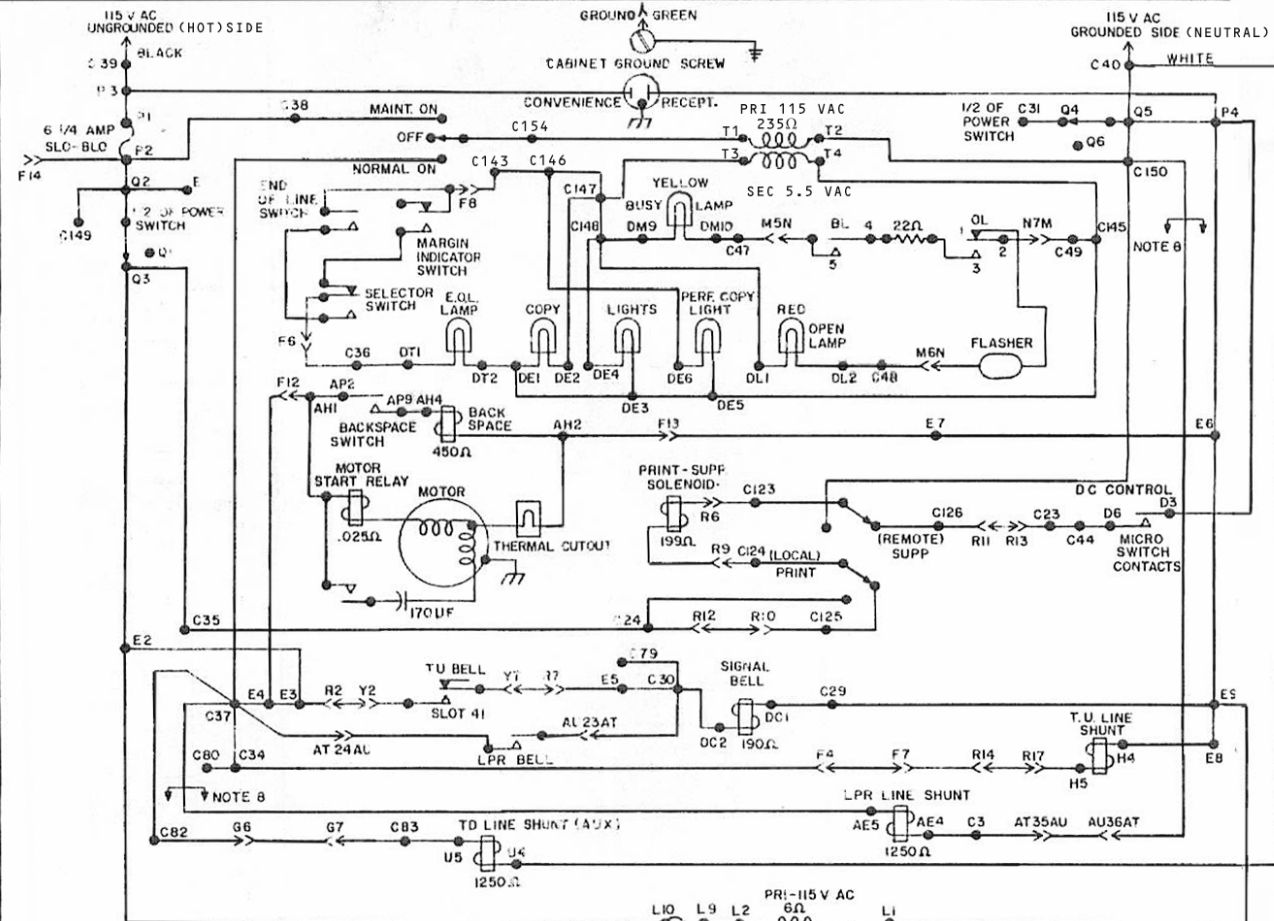 115 V AC
UNGROUNDED (HOT) SIDE
BLACK
C39
P3
P1
6 1/4 AMP
SLO-BLO
P2
F14
Q2
E
1/2 OF POWER
SWITCH
C149
Q1
Q3
GROUND GREEN
CABINET GROUND SCREW
CONVENIENCE RECEPT.
115 V AC
GROUNDED SIDE (NEUTRAL)
C40
WHITE
C38
MAINT. ON
OFF
C154
NORMAL ON
PRI 115 VAC
235Ω
T1
T2
T3
T4
SEC 5.5 VAC
1/2 OF
POWER
SWITCH
C31
Q4
Q5
P4
Q6
C150
NOTE 8
END
OF LINE
SWITCH
F8
C143
C146
C147
C148
MARGIN
INDICATOR
SWITCH
SELECTOR
SWITCH
F6
YELLOW
BUSY
LAMP
DM9
DM10
C47
M5N
BL
5
4
22Ω
3
1
OL
2
N7M
C49
C145
C36
DT1
E.O.L.
LAMP
DT2
DE1
COPY
DE2
DE4
LIGHTS
DE3
DE6
PERF. COPY
LIGHT
DE5
DL1
RED
OPEN
LAMP
DL2
C48
M6N
FLASHER
F12
AH1
AP2
AP9
AH4
BACKSPACE
SWITCH
BACK
SPACE
450Ω
AH2
F13
E7
E6
MOTOR
START RELAY
.025Ω
MOTOR
THERMAL CUTOUT
170UF
PRINT-SUPP
SOLENOID
199Ω
R6
C123
R9
C124
(LOCAL)
PRINT
(REMOTE)
SUPP
C126
R11
R13
C23
C44
D6
DC CONTROL
D3
MICRO
SWITCH
CONTACTS
C35
C24
R12
R10
C125
E2
C37
E4
E3
R2
Y2
TU BELL
SLOT 41
Y7
R7
E5
C79
C30
SIGNAL
BELL
DC2
190Ω
DC1
C29
E9
AT 24AU
LPR BELL
AU 23AT
C80
C34
F4
F7
R14
R17
H5
T.U. LINE
SHUNT
H4
E8
NOTE 8
LPR LINE SHUNT
AE5
AE4
1250Ω
C3
AT35AU
AU36AT
C82
G6
G7
C83
TD LINE SHUNT (AUX)
U5
U4
1250Ω
PRI-115 V AC
6Ω
L10
L9
L2
L1